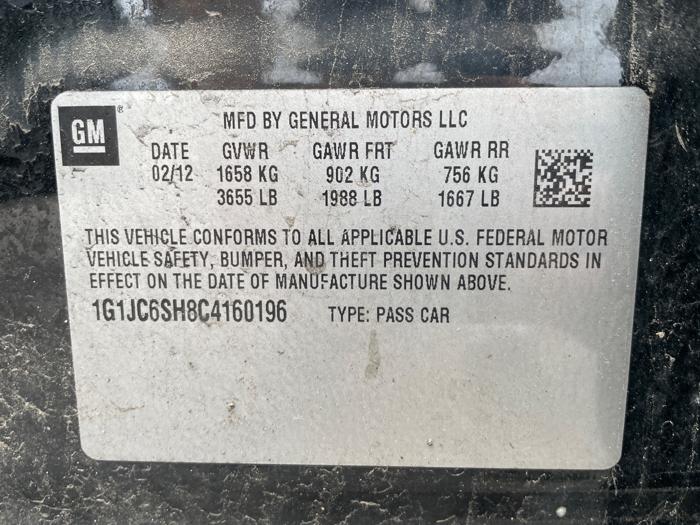 GM®
MFD BY GENERAL MOTORS LLC
DATE GVWR GAWR FRT GAWR RR
02/12 1658 KG 902 KG 756 KG
3655 LB 1988 LB 1667 LB
THIS VEHICLE CONFORMS TO ALL APPLICABLE U.S. FEDERAL MOTOR
VEHICLE SAFETY, BUMPER, AND THEFT PREVENTION STANDARDS IN
EFFECT ON THE DATE OF MANUFACTURE SHOWN ABOVE.
1G1JC6SH8C4160196 TYPE: PASS CAR